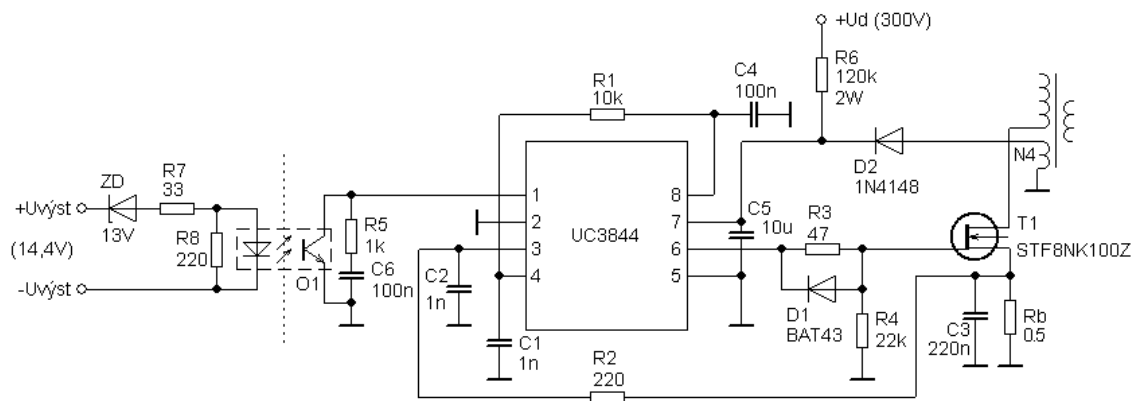 +Ud (300V)
R6
120k
2W
R1
10k
C4
100n
N4
D2
1N4148
ZD
13V
R7
33
+Uvýst
(14,4V)
-Uvýst
R8
220
O1
R5
1k
C6
100n
1
2
3
4
UC3844
8
7
6
5
C5
10u
R3
47
D1
BAT43
R4
22k
T1
STF8NK100Z
C2
1n
C1
1n
R2
220
C3
220n
Rb
0.5